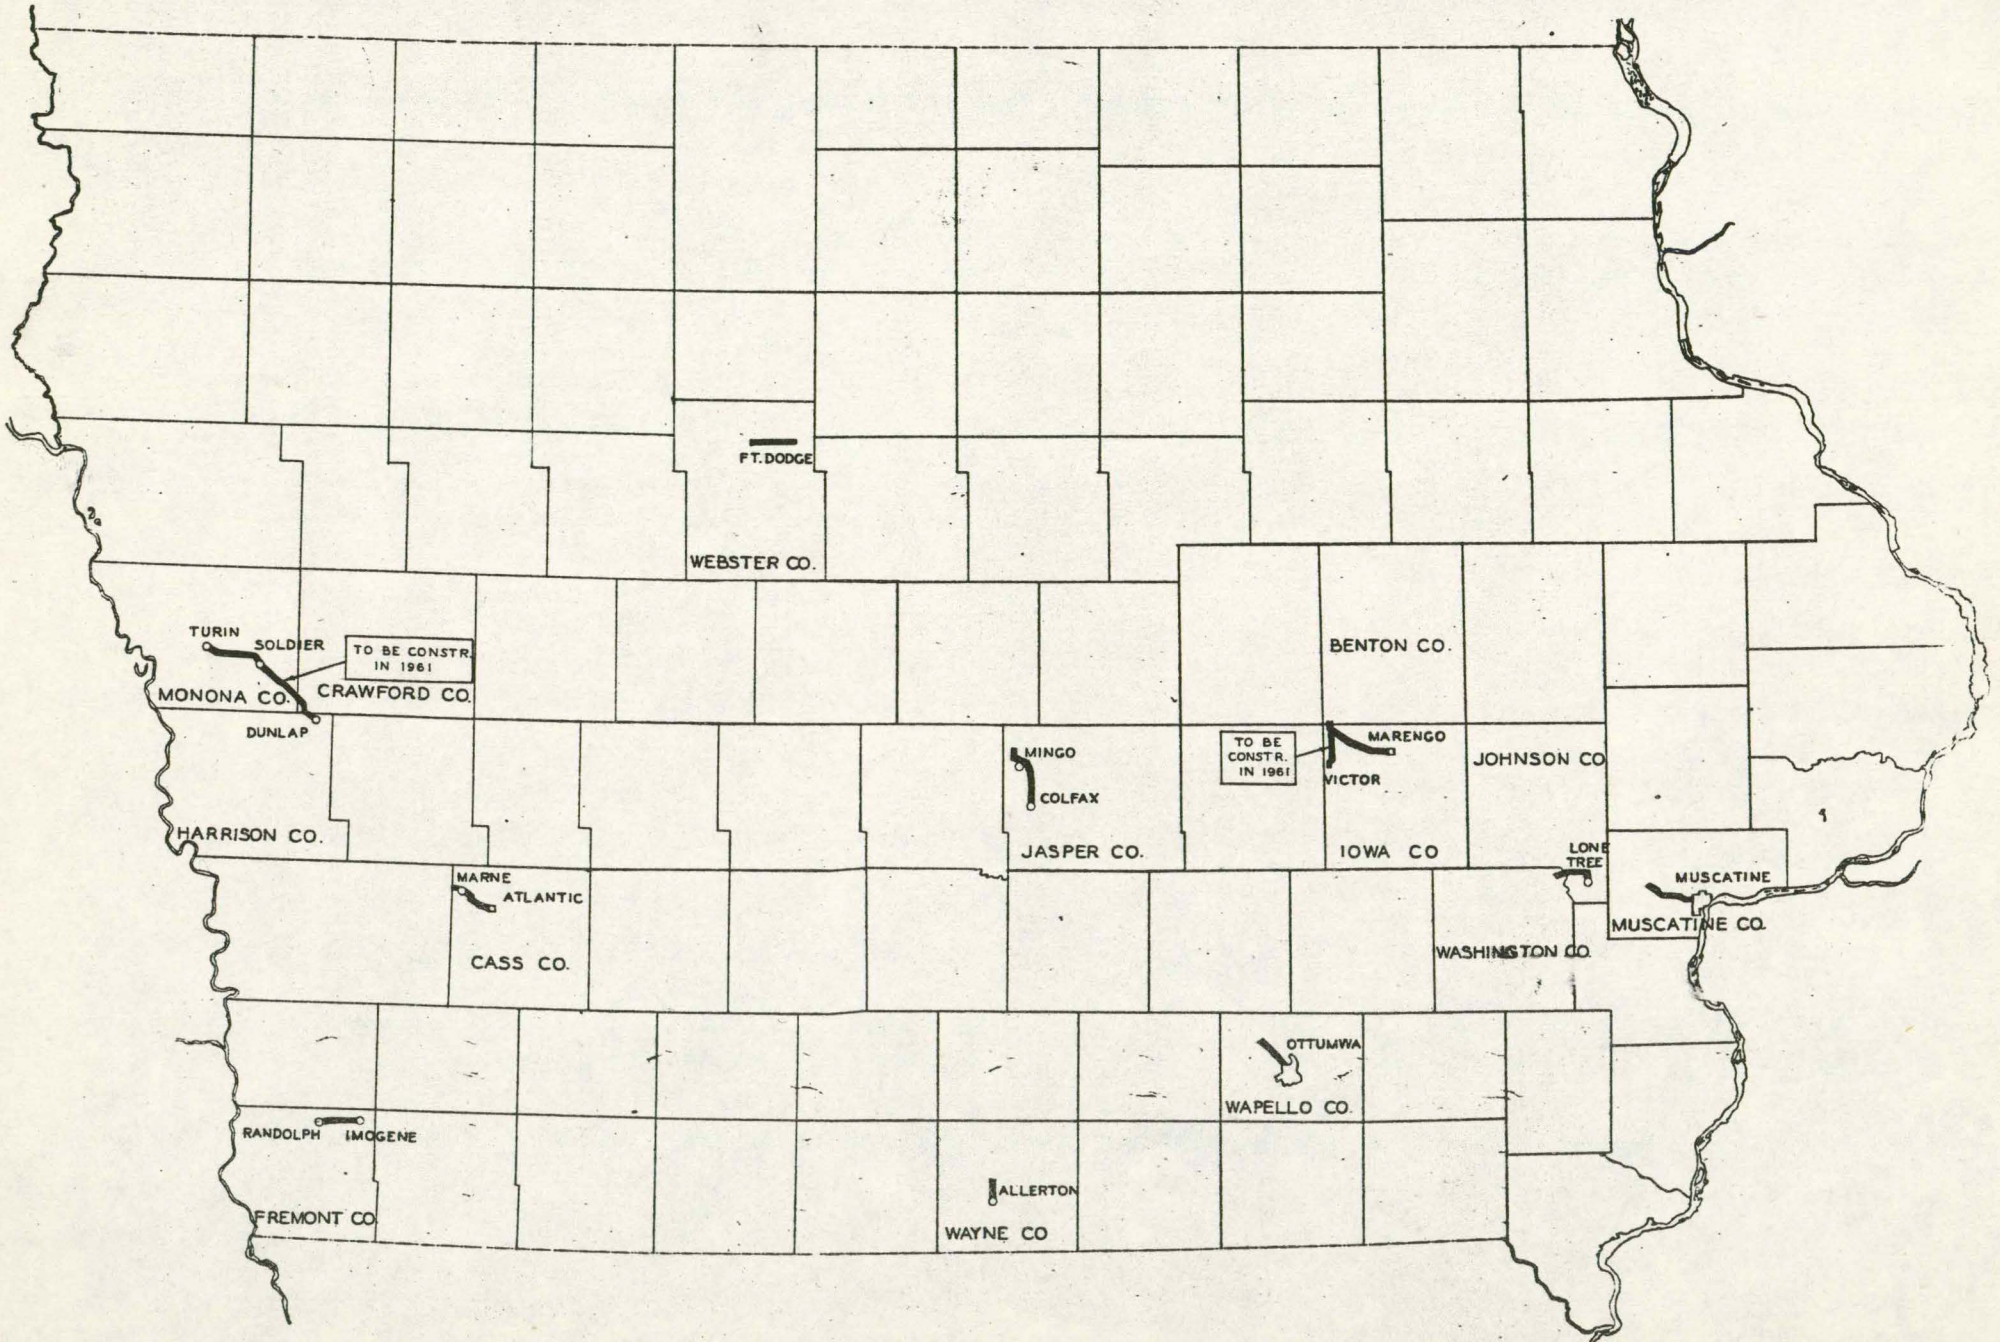 FT. DODGE
WEBSTER CO.
TURIN
SOLDIER
TO BE CONSTR.
IN 1961
MONONA CO.
CRAWFORD CO.
DUNLAP
BENTON CO.
MINGO
COLFAX
TO BE
CONSTR.
IN 1961
MARENGO
VICTOR
JOHNSON CO
HARRISON CO.
JASPER CO.
IOWA CO
LONE
TREE
MARNE
ATLANTIC
CASS CO.
MUSCATINE
MUSCATINE CO.
WASHINGTON CO.
OTTUMWA
WAPELLO CO.
RANDOLPH
IMOGENE
FREMONT CO.
ALLERTON
WAYNE CO